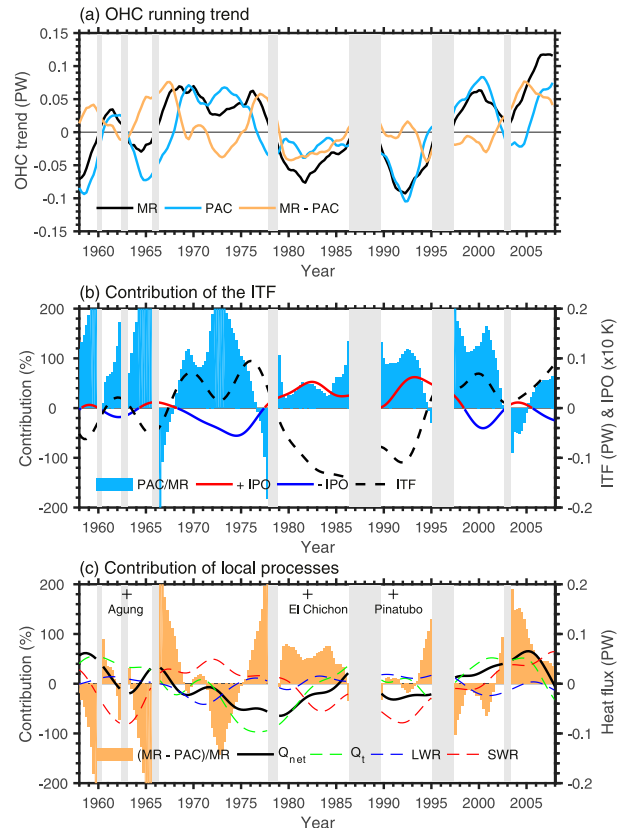 (a) OHC running trend
OHC trend (PW)
0.15
0.1
0.05
0
-0.05
-0.1
-0.15
MR PAC MR - PAC
1960 1965 1970 1975 1980 1985 1990 1995 2000 2005
Year
(b) Contribution of the ITF
Contribution (%)
200
100
0
-100
-200
0.2
0.1
0
-0.1
-0.2
ITF (PW) & IPO (x10 K)
PAC/MR + IPO - IPO ITF
1960 1965 1970 1975 1980 1985 1990 1995 2000 2005
Year
(c) Contribution of local processes
Contribution (%)
200
100
0
-100
-200
0.2
0.1
0
-0.1
-0.2
Heat flux (PW)
+ + +
Agung El Chichon Pinatubo
(MR - PAC)/MR Qnet Qt LWR SWR
1960 1965 1970 1975 1980 1985 1990 1995 2000 2005
Year